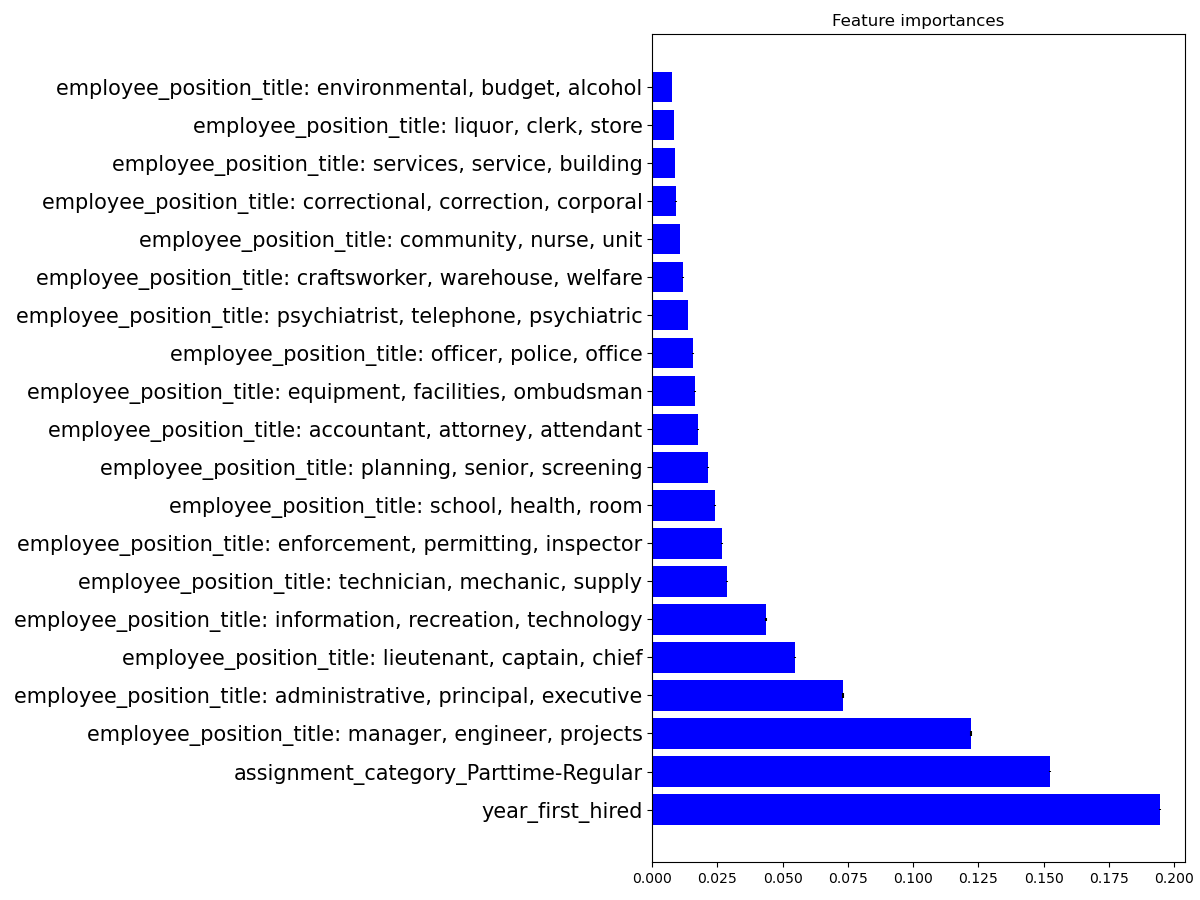 Feature importances
employee_position_title: environmental, budget, alcohol
employee_position_title: liquor, clerk, store
employee_position_title: services, service, building
employee_position_title: correctional, correction, corporal
employee_position_title: community, nurse, unit
employee_position_title: craftsworker, warehouse, welfare
employee_position_title: psychiatrist, telephone, psychiatric
employee_position_title: officer, police, office
employee_position_title: equipment, facilities, ombudsman
employee_position_title: accountant, attorney, attendant
employee_position_title: planning, senior, screening
employee_position_title: school, health, room
employee_position_title: enforcement, permitting, inspector
employee_position_title: technician, mechanic, supply
employee_position_title: information, recreation, technology
employee_position_title: lieutenant, captain, chief
employee_position_title: administrative, principal, executive
employee_position_title: manager, engineer, projects
assignment_category_Parttime-Regular
year_first_hired
0.000 0.025 0.050 0.075 0.100 0.125 0.150 0.175 0.200